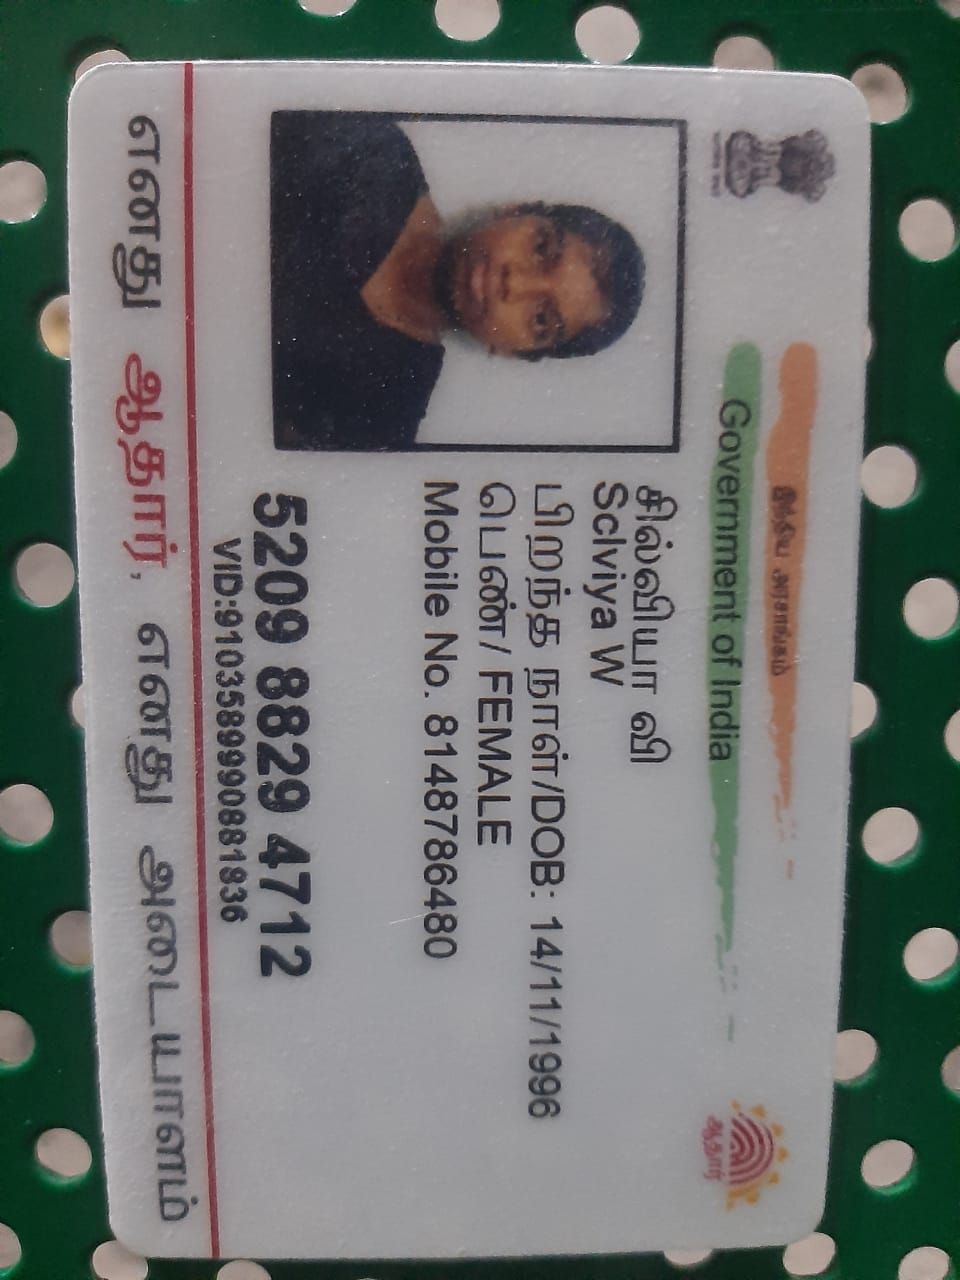 இந்திய அரசாங்கம்
Government of India
சில்வியா வி
Sclviya W
பிறந்த நாள்/DOB: 14/11/1996
பெண்/ FEMALE
Mobile No. 8148786480
5209 8829 4712
VID:9103589990881836
ஆதார்
எனது ஆதார், எனது அடையாளம்